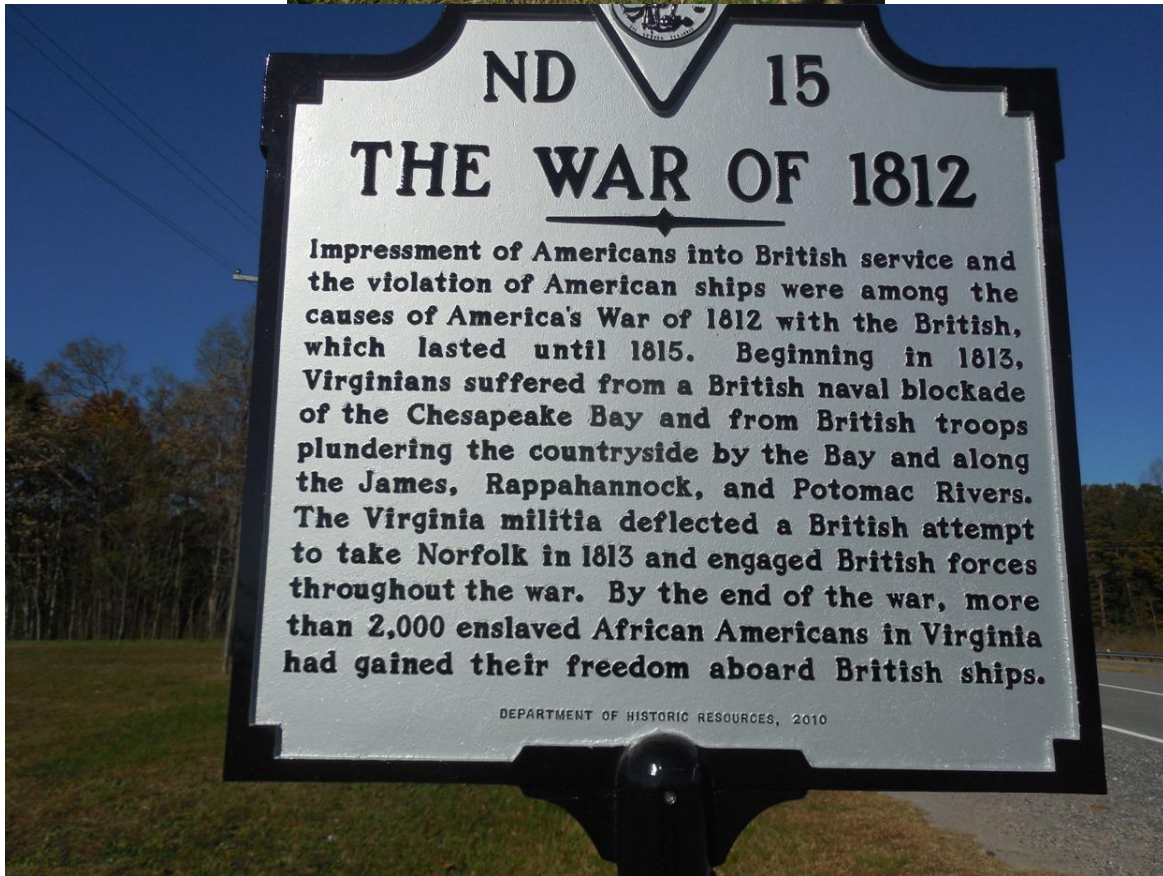 ND 15
THE WAR OF 1812
Impressment of Americans into British service and
the violation of American ships were among the
causes of America's War of 1812 with the British,
which lasted until 1815. Beginning in 1813,
Virginians suffered from a British naval blockade
of the Chesapeake Bay and from British troops
plundering the countryside by the Bay and along
the James, Rappahannock, and Potomac Rivers.
The Virginia militia deflected a British attempt
to take Norfolk in 1813 and engaged British forces
throughout the war. By the end of the war, more
than 2,000 enslaved African Americans in Virginia
had gained their freedom aboard British ships.
DEPARTMENT OF HISTORIC RESOURCES, 2010